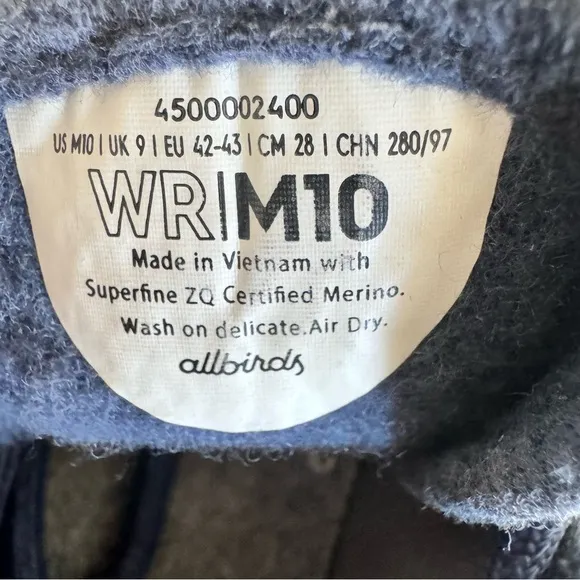 4500002400
US M10 | UK 9 | EU 42-43 | CM 28 | CHN 280/97
WR|M10
Made in Vietnam with
Superfine ZQ Certified Merino.
Wash on delicate.Air Dry.
allbirds